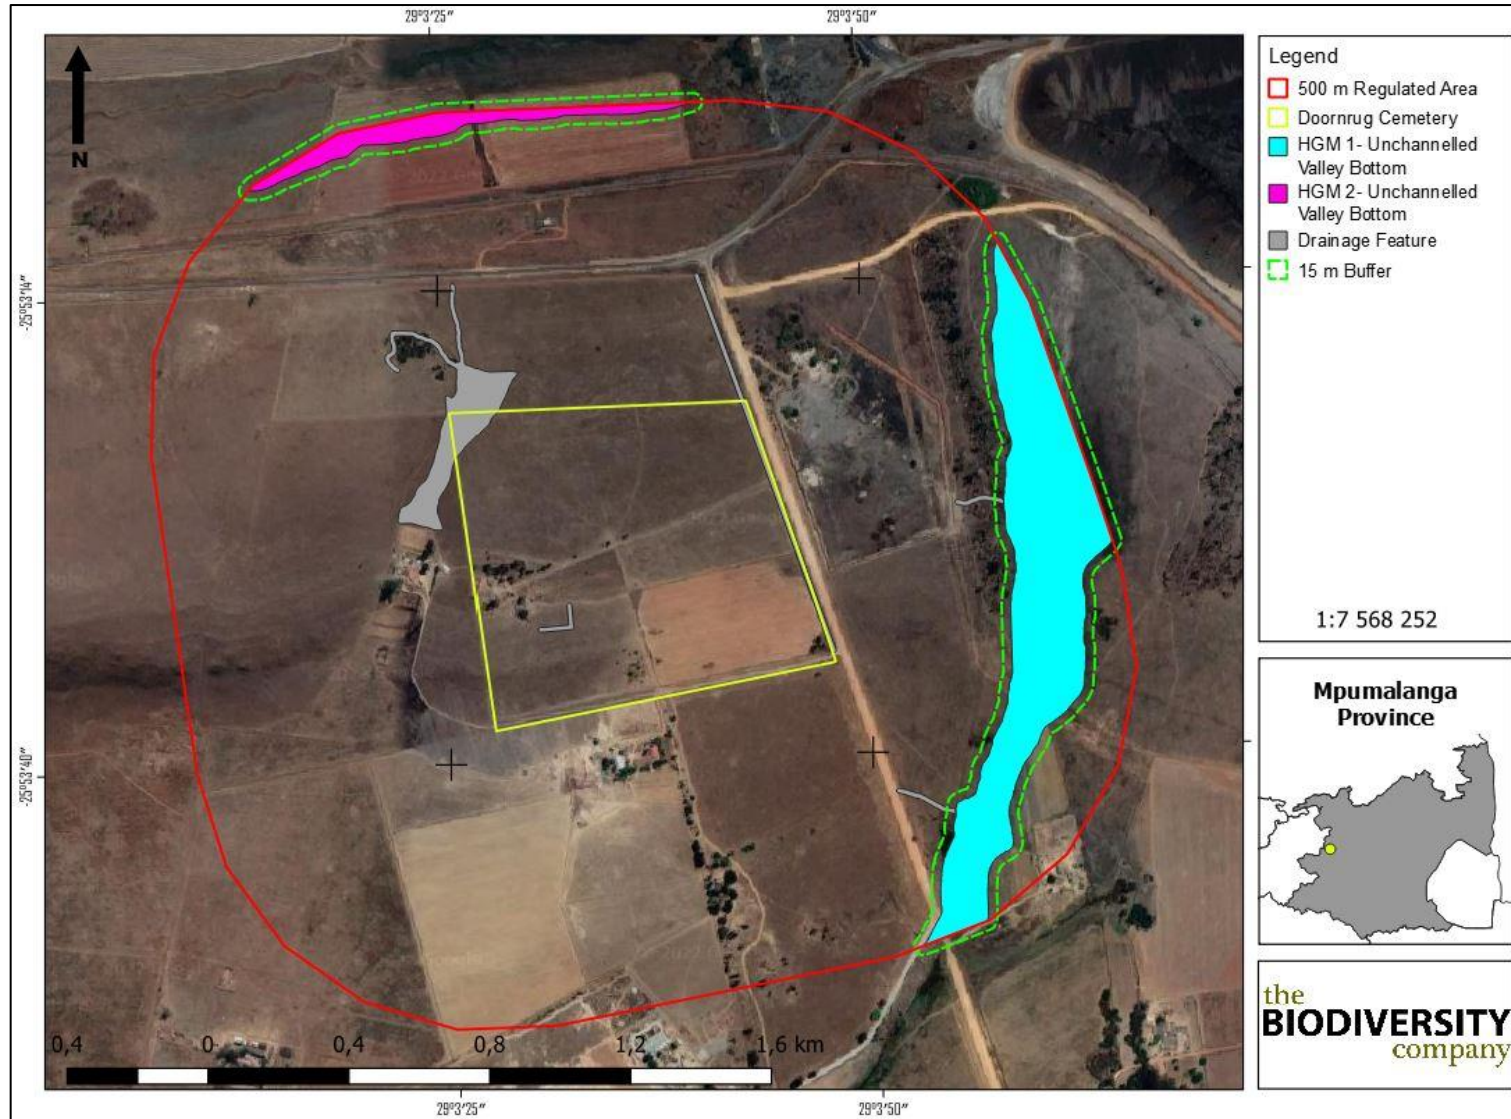 29°3'25"
29°3'50"
N
-25°53'14"
-25°53'40"
0,4
0
0,4
0,8
1,2
1,6 km
29°3'25"
29°3'50"
Legend
500 m Regulated Area
Doornrug Cemetery
HGM 1- Unchannelled
Valley Bottom
HGM 2- Unchannelled
Valley Bottom
Drainage Feature
15 m Buffer
1:7 568 252
Mpumalanga
Province
the
BIODIVERSITY
company